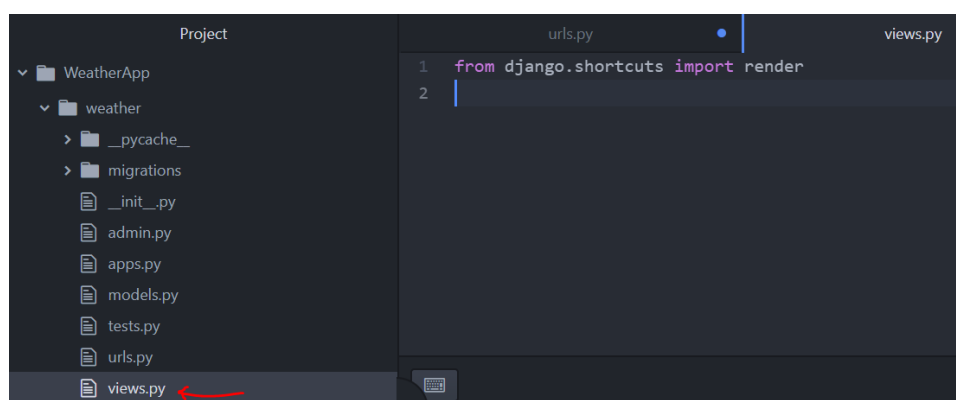 Project
WeatherApp
weather
__pycache__
migrations
__init__.py
admin.py
apps.py
models.py
tests.py
urls.py
views.py
urls.py
views.py
1 from django.shortcuts import render
2